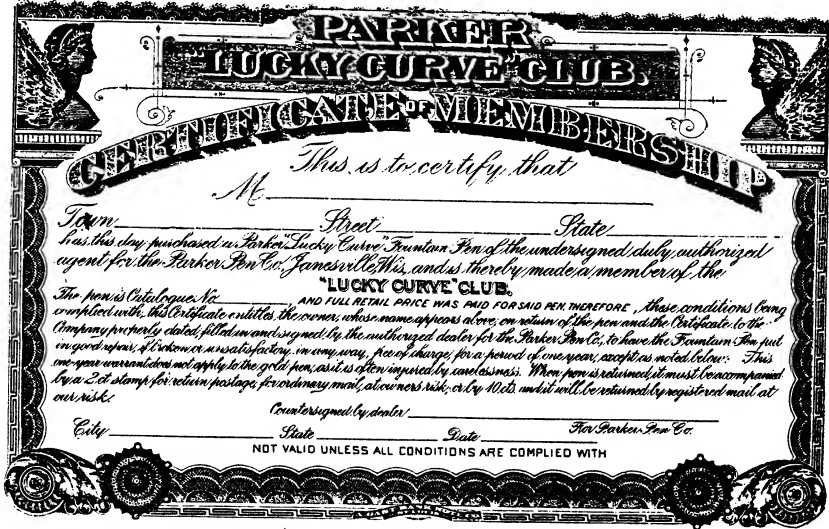 PARKER
"LUCKY CURVE" CLUB.
CERTIFICATE OF MEMBERSHIP
This is to certify that
M
Town Street State
has this day purchased a Parker "Lucky Curve" Fountain Pen of the undersigned duly authorized
agent for the Parker Pen Co. Janesville, Wis, and is thereby made a member of the
"LUCKY CURVE" CLUB.
The pen is Catalogue No. , AND FULL RETAIL PRICE WAS PAID FOR SAID PEN, THEREFORE, these conditions being
complied with, this Certificate entitles the owner, whose name appears above, on return of the pen and the Certificate to the
Company properly dated, filled in and signed by the authorized dealer for the Parker Pen Co., to have the Fountain Pen put
in good repair, if broken or unsatisfactory in any way, free of charge, for a period of one year, except as noted below: This
one year warrant does not apply to the gold pen, as it is often injured by carelessness. When pen is returned, it must be accompanied
by a 2ct stamp for return postage, for ordinary mail, at owners risk, or by 10 cts. and it will be returned by registered mail at
our risk.
Countersigned by dealer
City State Date For Parker Pen Co.
NOT VALID UNLESS ALL CONDITIONS ARE COMPLIED WITH